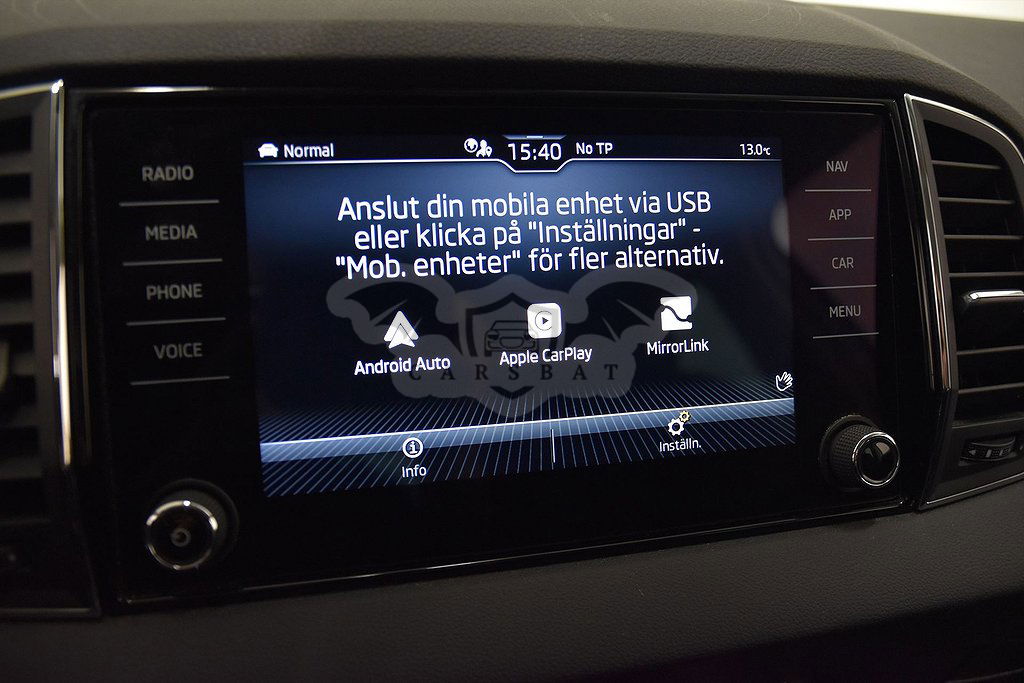 Normal
15:40
No TP
13.0°C
RADIO
MEDIA
PHONE
VOICE
Anslut din mobila enhet via USB
eller klicka på "Inställningar" -
"Mob. enheter" för fler alternativ.
Android Auto
Apple CarPlay
MirrorLink
CARSBAT
Info
Inställn.
NAV
APP
CAR
MENU